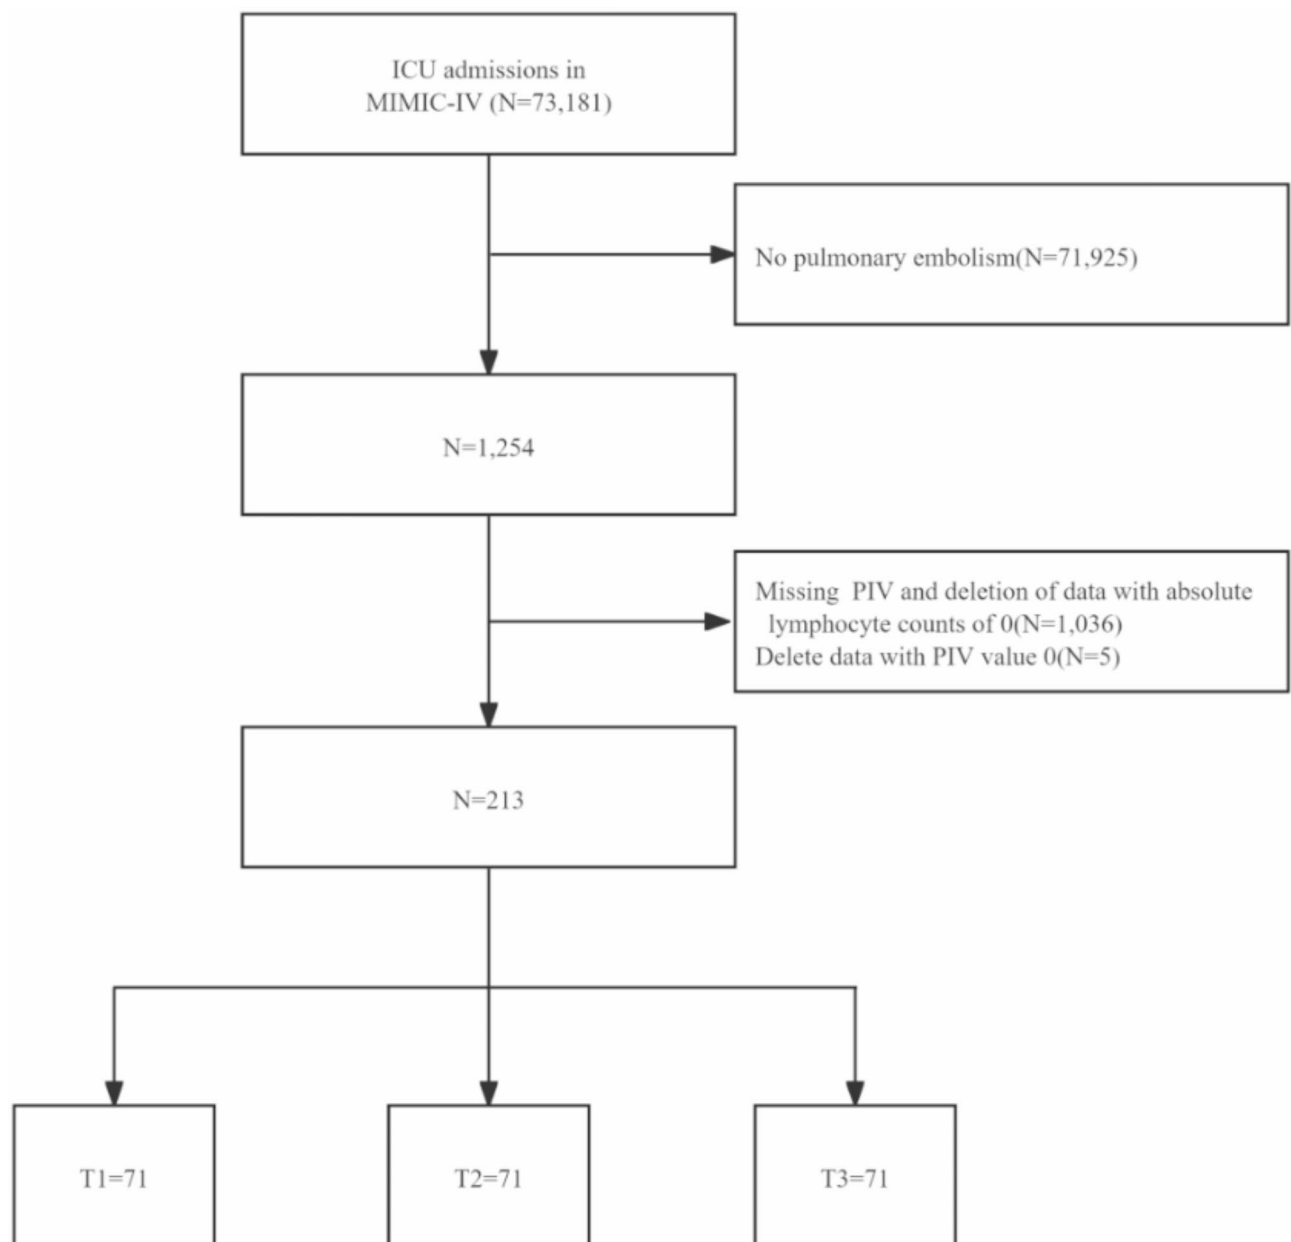 ICU admissions in
MIMIC-IV (N=73,181)
No pulmonary embolism(N=71,925)
N=1,254
Missing PIV and deletion of data with absolute
lymphocyte counts of 0(N=1,036)
Delete data with PIV value 0(N=5)
N=213
T1=71
T2=71
T3=71